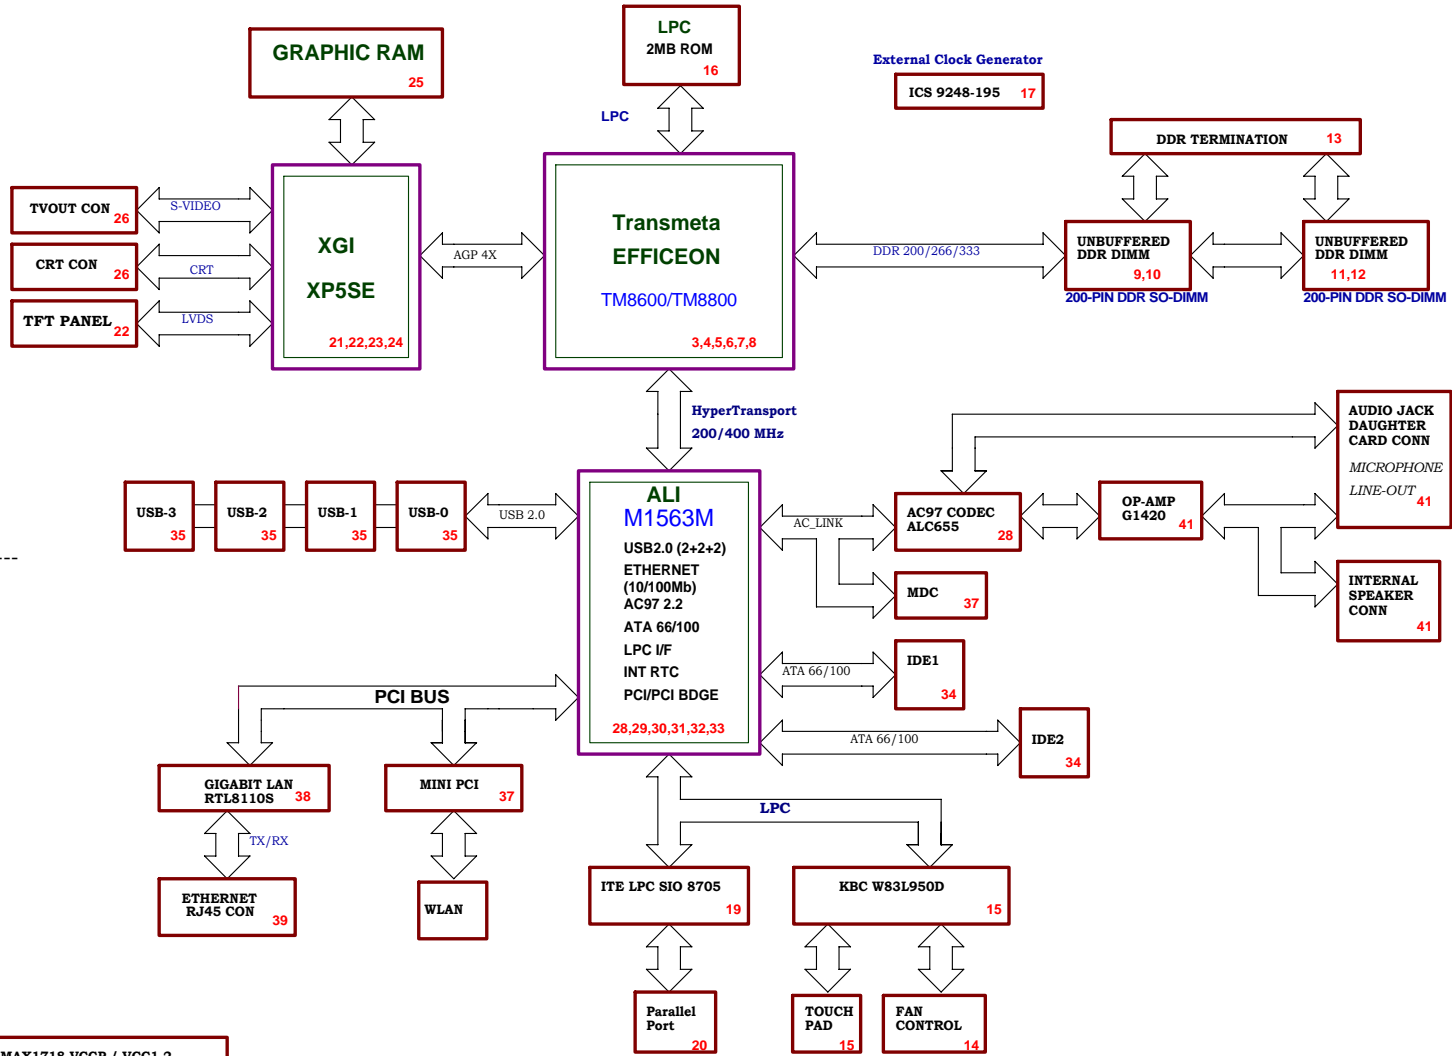 GRAPHIC RAM
25
LPC
2MB ROM
16
External Clock Generator
ICS 9248-195 17
LPC
DDR TERMINATION 13
TVOUT CON
26
S-VIDEO
CRT CON
26
CRT
TFT PANEL
22
LVDS
XGI
XP5SE
21,22,23,24
AGP 4X
Transmeta
EFFICEON
TM8600/TM8800
3,4,5,6,7,8
DDR 200/266/333
UNBUFFERED
DDR DIMM
9,10
200-PIN DDR SO-DIMM
UNBUFFERED
DDR DIMM
11,12
200-PIN DDR SO-DIMM
HyperTransport
200/400 MHz
AUDIO JACK
DAUGHTER
CARD CONN
MICROPHONE
LINE-OUT
41
USB-3
35
USB-2
35
USB-1
35
USB-0
35
USB 2.0
ALI
M1563M
USB2.0 (2+2+2)
ETHERNET
(10/100Mb)
AC97 2.2
ATA 66/100
LPC I/F
INT RTC
PCI/PCI BDGE
28,29,30,31,32,33
AC_LINK
AC97 CODEC
ALC655
28
OP-AMP
G1420
41
MDC
37
INTERNAL
SPEAKER
CONN
41
ATA 66/100
IDE1
34
ATA 66/100
IDE2
34
PCI BUS
GIGABIT LAN
RTL8110S 38
MINI PCI
37
TX/RX
ETHERNET
RJ45 CON
39
WLAN
LPC
ITE LPC SIO 8705
19
KBC W83L950D
15
Parallel
Port
20
TOUCH
PAD
15
FAN
CONTROL
14